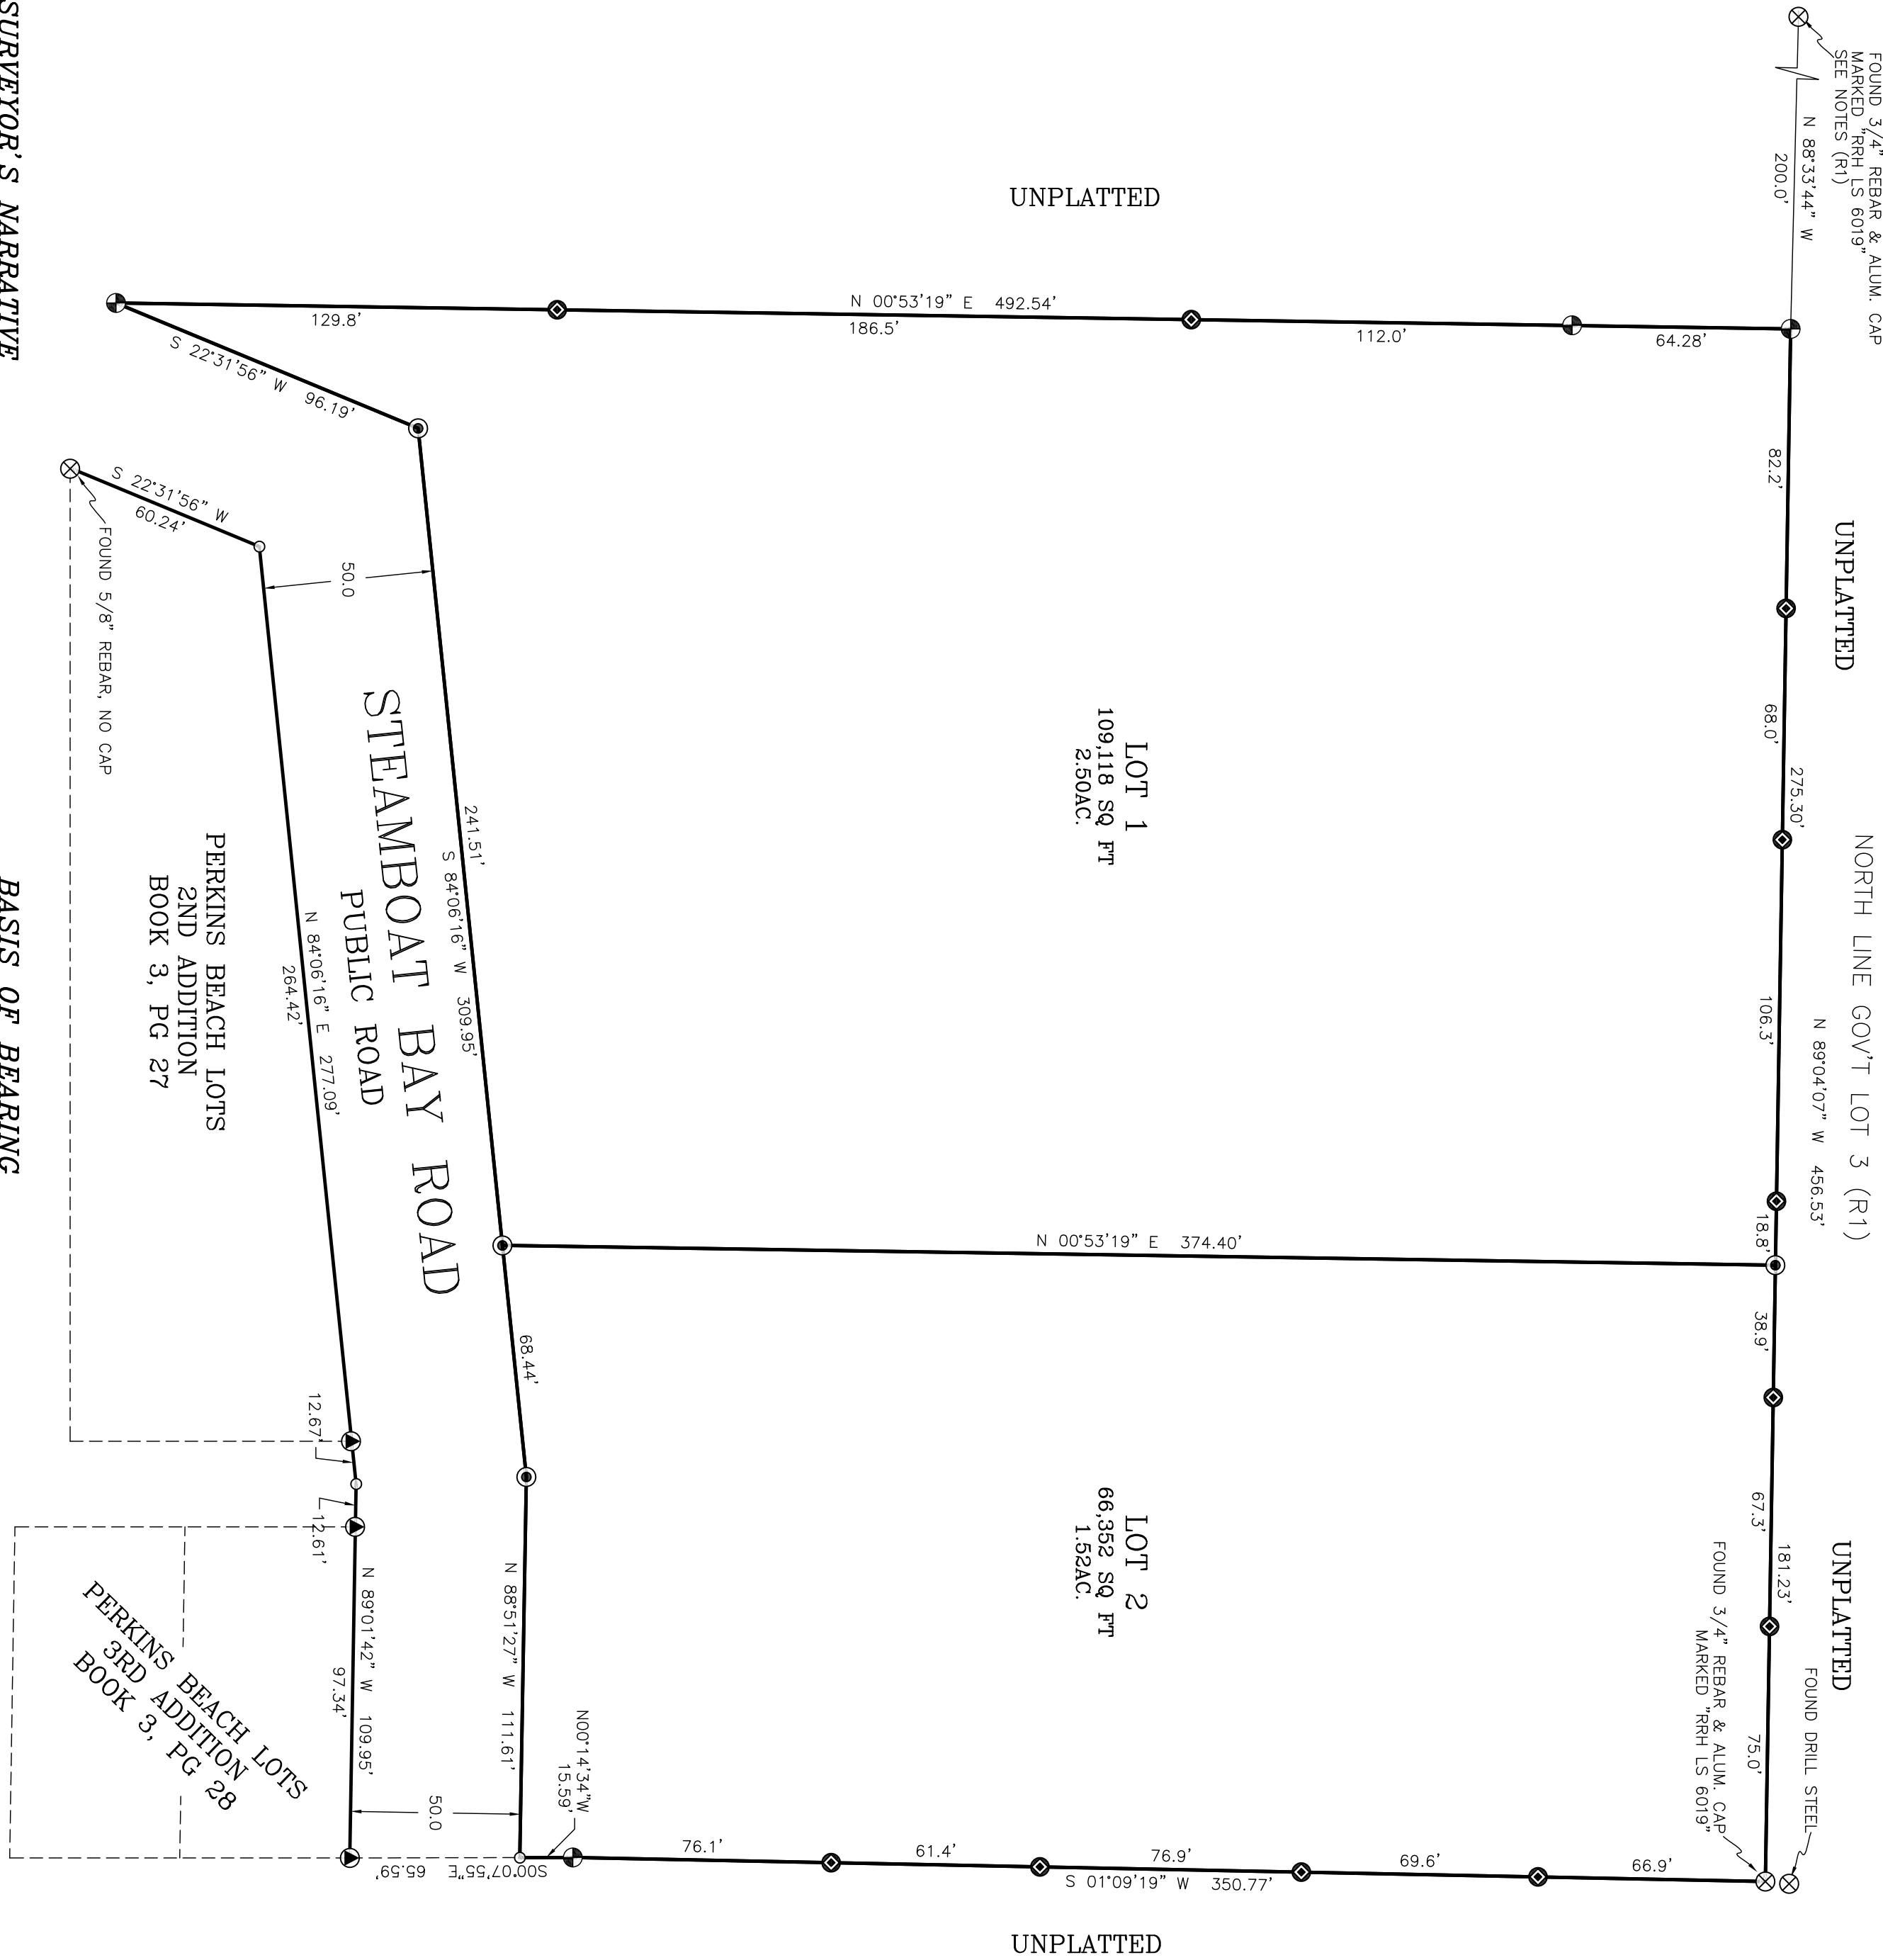 FOUND 3/4" REBAR & ALUM. CAP
MARKED "RRH LS 6019"
SEE NOTES (R1)
N 88°33'44" W
200.0'
UNPLATTED
NORTH LINE GOV'T LOT 3 (R1)
N 89°04'07" W 456.53'
UNPLATTED
FOUND DRILL STEEL
82.2'
68.0'
275.30'
106.3'
18.8'
38.9'
67.3'
181.23'
75.0'
FOUND 3/4" REBAR & ALUM. CAP
MARKED "RRH LS 6019"
UNPLATTED
N 00°53'19" E 492.54'
129.8'
186.5'
112.0'
64.28'
LOT 1
109,118 SQ FT
2.50AC.
N 00°53'19" E 374.40'
LOT 2
66,352 SQ FT
1.52AC.
76.1'
61.4'
76.9'
69.6'
66.9'
S 01°09'19" W 350.77'
UNPLATTED
N00°14'34"W
15.59'
S00°07'55"E 65.59'
S 22°31'56" W 96.19'
241.51'
S 84°06'16" W 309.95'
68.44'
N 88°51'27" W 111.61'
STEAMBOAT BAY ROAD
PUBLIC ROAD
50.0
50.0
S 22°31'56" W
60.24'
N 84°06'16" E 277.09'
264.42'
12.67'
12.61'
N 89°01'42" W 109.95'
97.34'
FOUND 5/8" REBAR, NO CAP
PERKINS BEACH LOTS
2ND ADDITION
BOOK 3, PG 27
PERKINS BEACH LOTS
3RD ADDITION
BOOK 3, PG 28
SURVEYOR'S NARRATIVE
BASIS OF BEARING